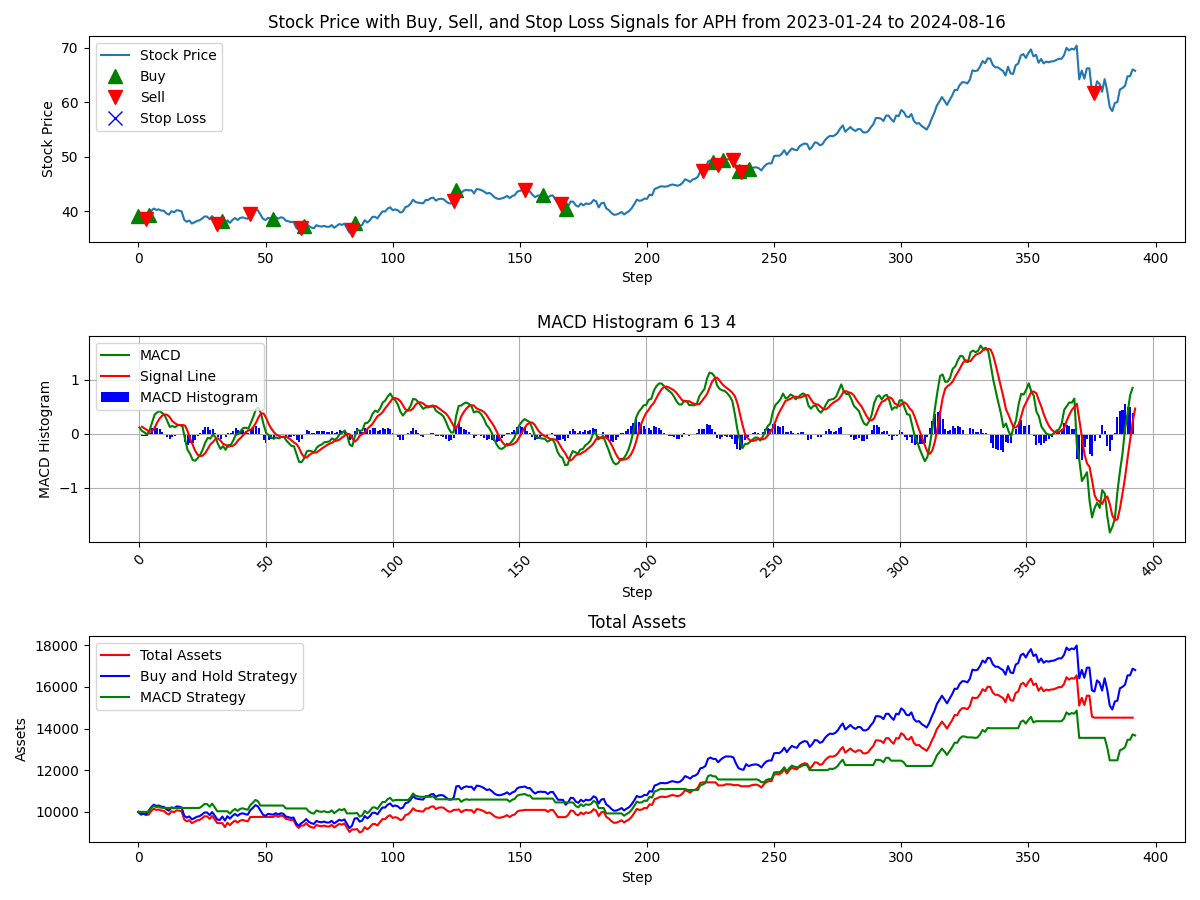 Stock Price with Buy, Sell, and Stop Loss Signals for APH from 2023-01-24 to 2024-08-16
Stock Price
70
60
50
40
Stock Price
Buy
Sell
Stop Loss
0 50 100 150 200 250 300 350 400
Step
MACD Histogram 6 13 4
MACD Histogram
1
0
−1
MACD
Signal Line
MACD Histogram
0 50 100 150 200 250 300 350 400
Step
Total Assets
Assets
18000
16000
14000
12000
10000
Total Assets
Buy and Hold Strategy
MACD Strategy
0 50 100 150 200 250 300 350 400
Step